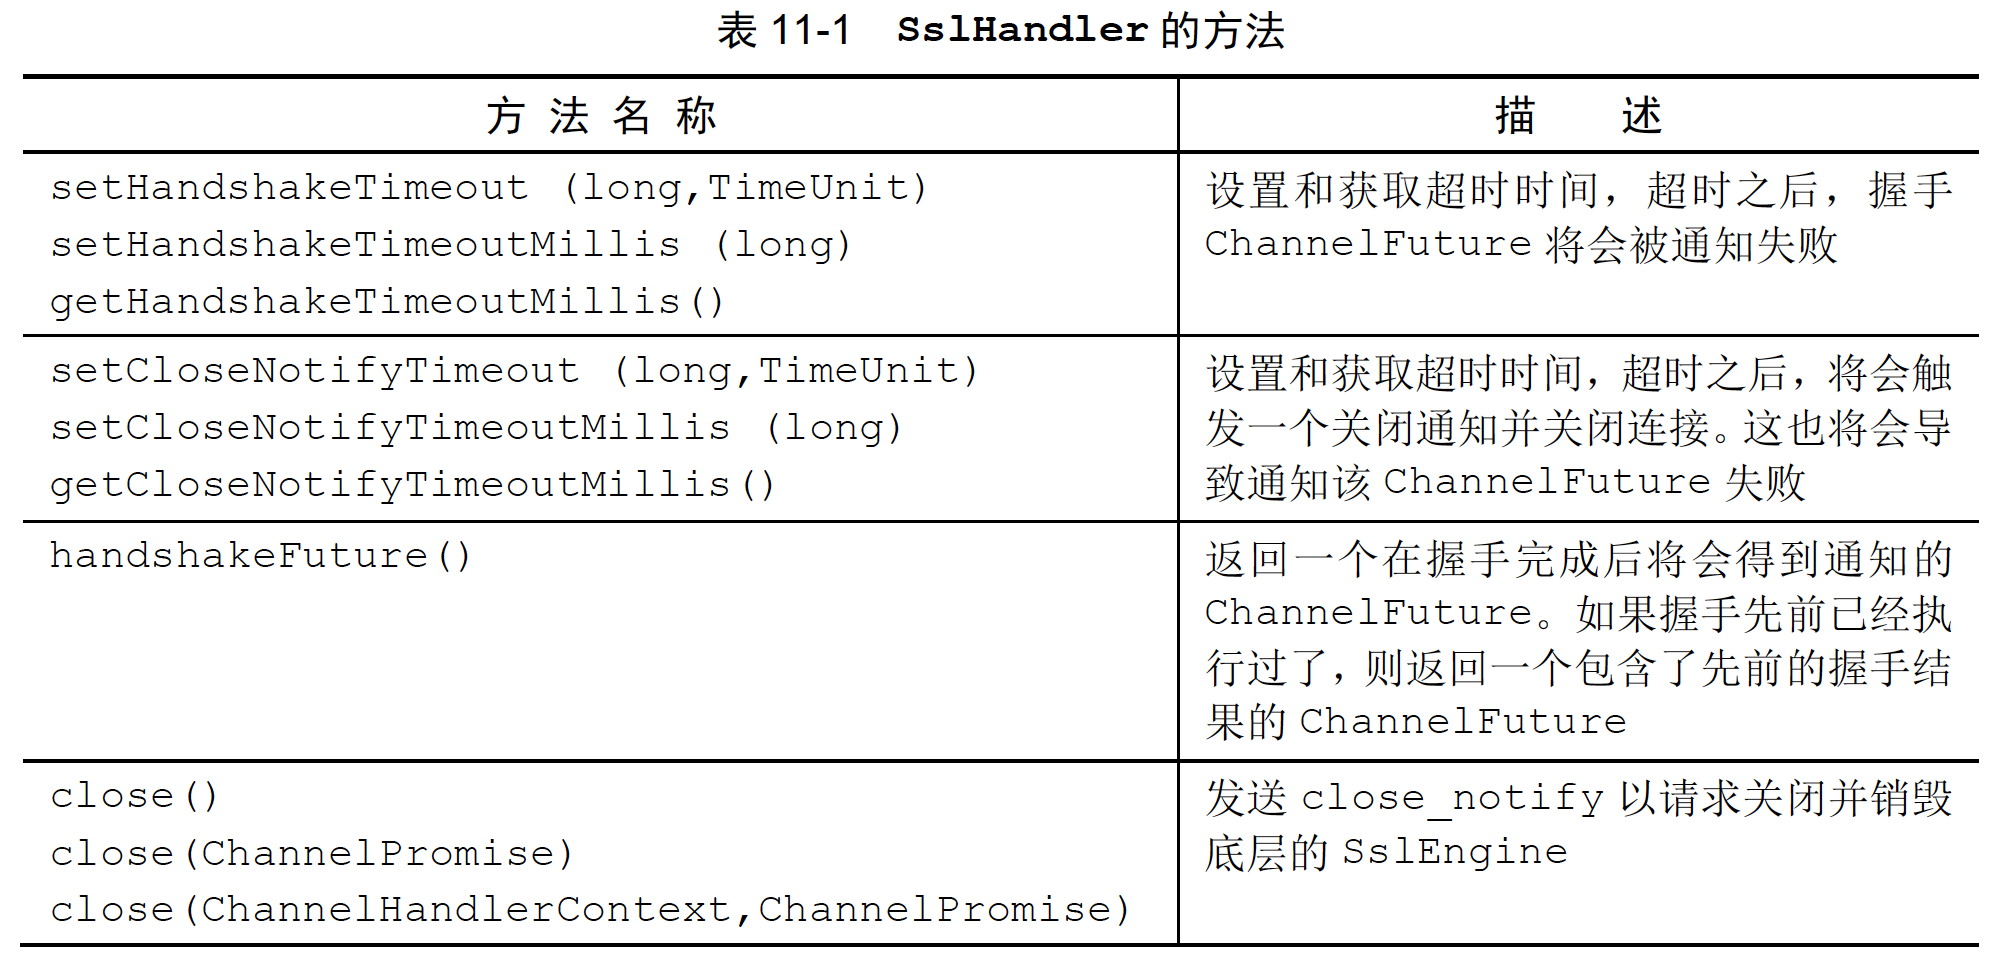 表 11-1 SslHandler 的方法
方 法 名 称
描 述
setHandshakeTimeout (long,TimeUnit)
setHandshakeTimeoutMillis (long)
getHandshakeTimeoutMillis()
设置和获取超时时间，超时之后，握手
ChannelFuture 将会被通知失败
setCloseNotifyTimeout (long,TimeUnit)
setCloseNotifyTimeoutMillis (long)
getCloseNotifyTimeoutMillis()
设置和获取超时时间，超时之后，将会触
发一个关闭通知并关闭连接。这也将会导
致通知该 ChannelFuture 失败
handshakeFuture()
返回一个在握手完成后将会得到通知的
ChannelFuture。如果握手先前已经执
行过了，则返回一个包含了先前的握手结
果的 ChannelFuture
close()
close(ChannelPromise)
close(ChannelHandlerContext,ChannelPromise)
发送 close_notify 以请求关闭并销毁
底层的 SslEngine